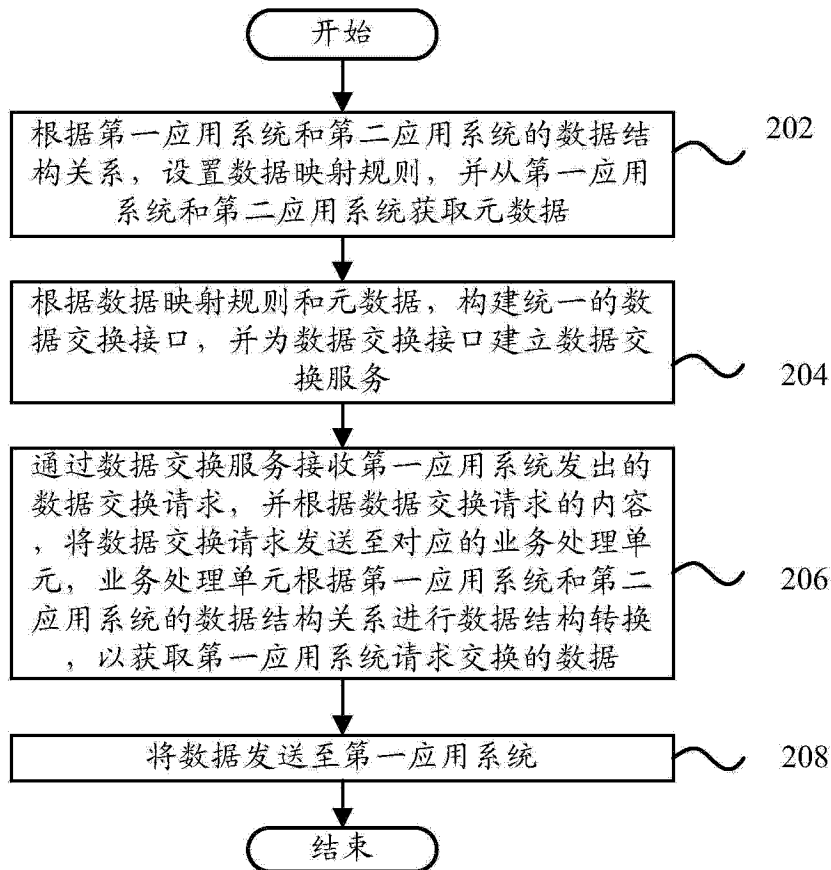 开始
根据第一应用系统和第二应用系统的数据结
构关系，设置数据映射规则，并从第一应用
系统和第二应用系统获取元数据
202
根据数据映射规则和元数据，构建统一的数
据交换接口，并为数据交换接口建立数据交
换服务
204
通过数据交换服务接收第一应用系统发出的
数据交换请求，并根据数据交换请求的内容
，将数据交换请求发送至对应的业务处理单
元，业务处理单元根据第一应用系统和第二
应用系统的数据结构关系进行数据结构转换
，以获取第一应用系统请求交换的数据
206
将数据发送至第一应用系统
208
结束